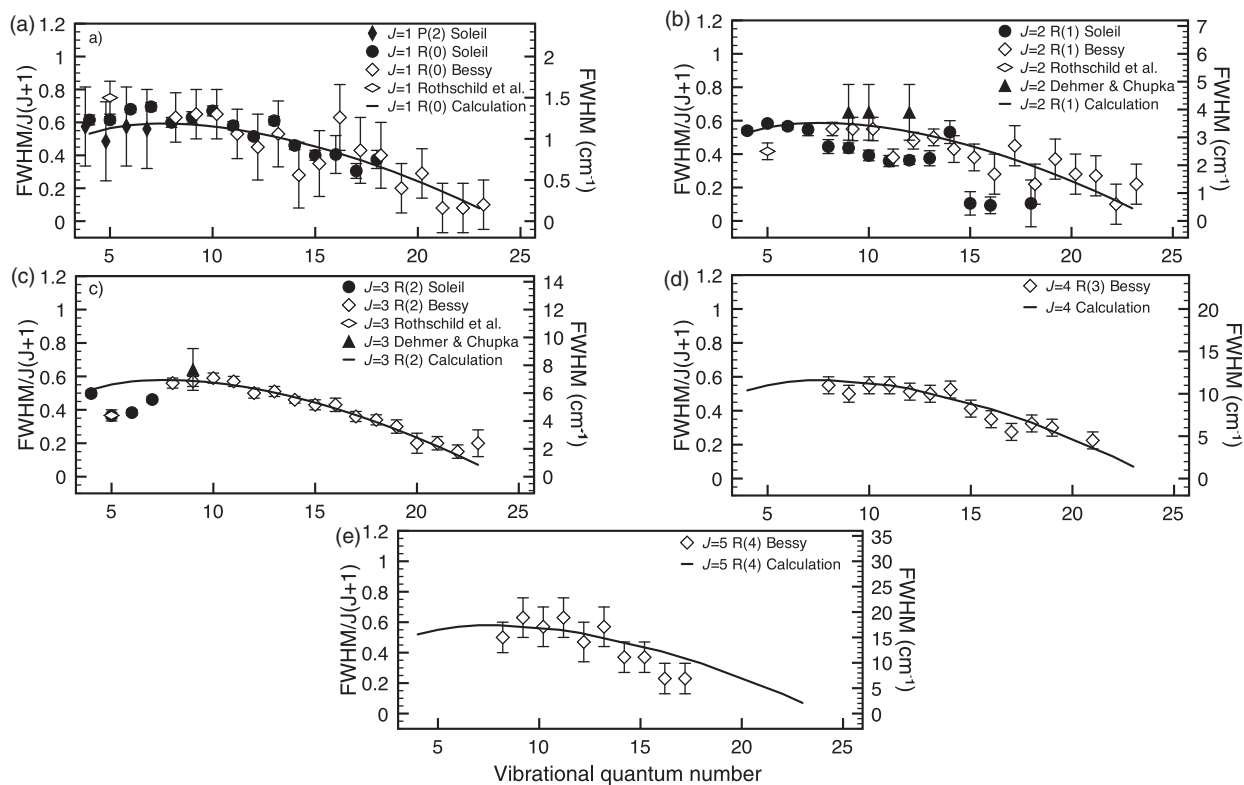 (a)
a)
FWHM/J(J+1)
1.2
1
0.8
0.6
0.4
0.2
0
5
10
15
20
25
2
1.5
1
0.5
0
FWHM (cm-1)
J=1 P(2) Soleil
J=1 R(0) Soleil
J=1 R(0) Bessy
J=1 Rothschild et al.
J=1 R(0) Calculation
(b)
FWHM/J(J+1)
1.2
1
0.8
0.6
0.4
0.2
0
5
10
15
20
25
7
6
5
4
3
2
1
0
FWHM (cm-1)
J=2 R(1) Soleil
J=2 R(1) Bessy
J=2 Rothschild et al.
J=2 Dehmer & Chupka
J=2 R(1) Calculation
(c)
c)
FWHM/J(J+1)
1.2
1
0.8
0.6
0.4
0.2
0
5
10
15
20
25
14
12
10
8
6
4
2
0
FWHM (cm-1)
J=3 R(2) Soleil
J=3 R(2) Bessy
J=3 Rothschild et al.
J=3 Dehmer & Chupka
J=3 R(2) Calculation
(d)
FWHM/J(J+1)
1.2
1
0.8
0.6
0.4
0.2
0
5
10
15
20
25
20
15
10
5
0
FWHM (cm-1)
J=4 R(3) Bessy
J=4 Calculation
(e)
FWHM/J(J+1)
1.2
1
0.8
0.6
0.4
0.2
0
5
10
15
20
25
35
30
25
20
15
10
5
0
FWHM (cm-1)
J=5 R(4) Bessy
J=5 R(4) Calculation
Vibrational quantum number